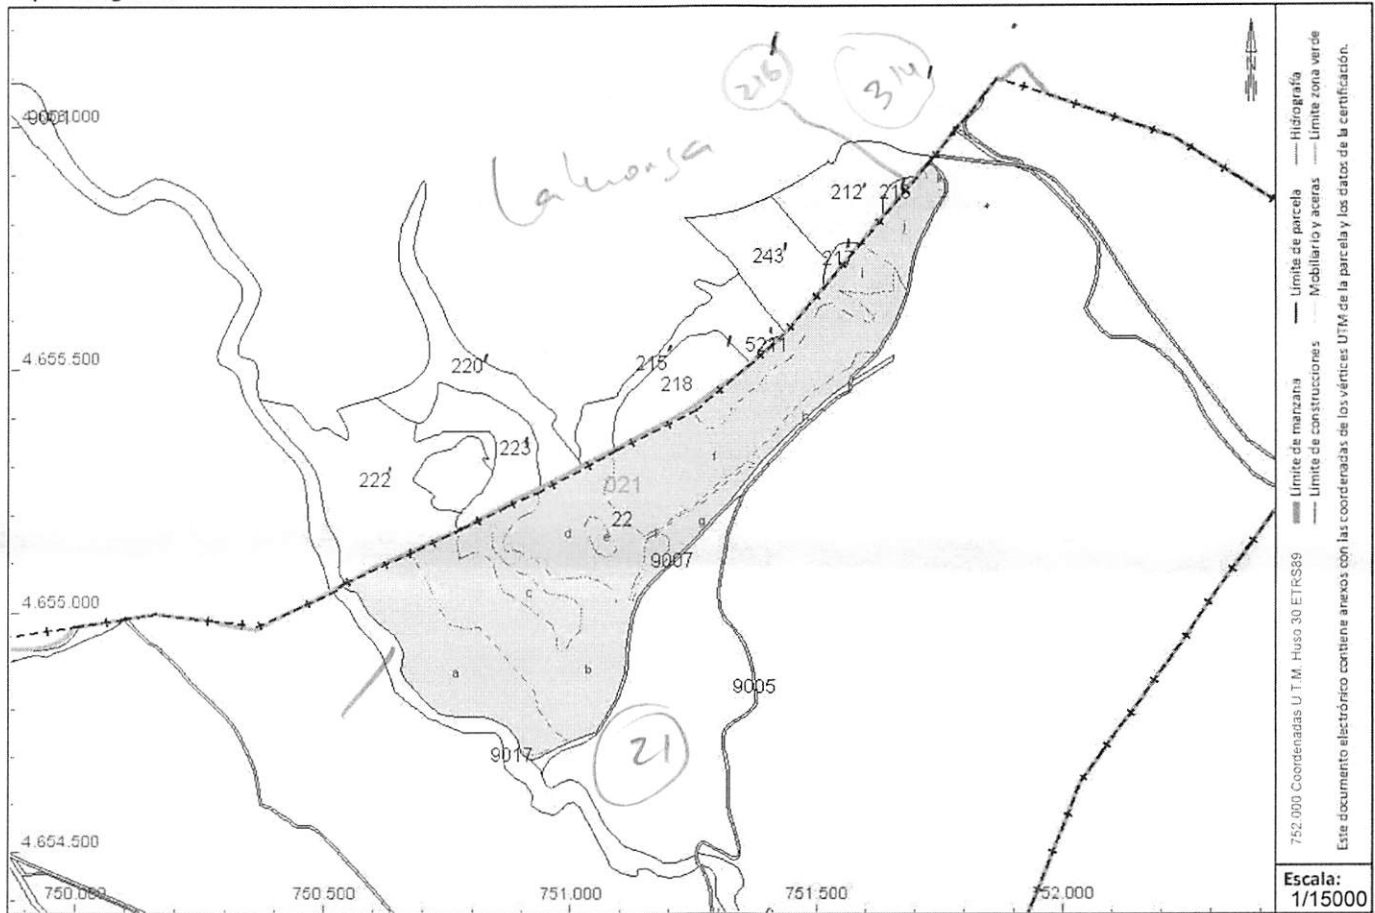 216'
314'
4.656.000
212'
216'
243'
217'
5211'
4.655.500
220'
215'
218'
223'
222'
021
22
d
e
f
g
9007
i
j
h
c
4.655.000
a
b
9005
9017
21
4.654.500
750.000
750.500
751.000
751.500
752.000
N
Límite de manzana
Límite de parcela
Hidrografía
Límite de construcciones
Mobiliario y aceras
Límite zona verde
752.000 Coordenadas U.T.M. Huso 30 ETRS89
Este documento electrónico contiene anexos con las coordenadas de los vértices UTM de la parcela y los datos de la certificación.
Escala:
1/15000